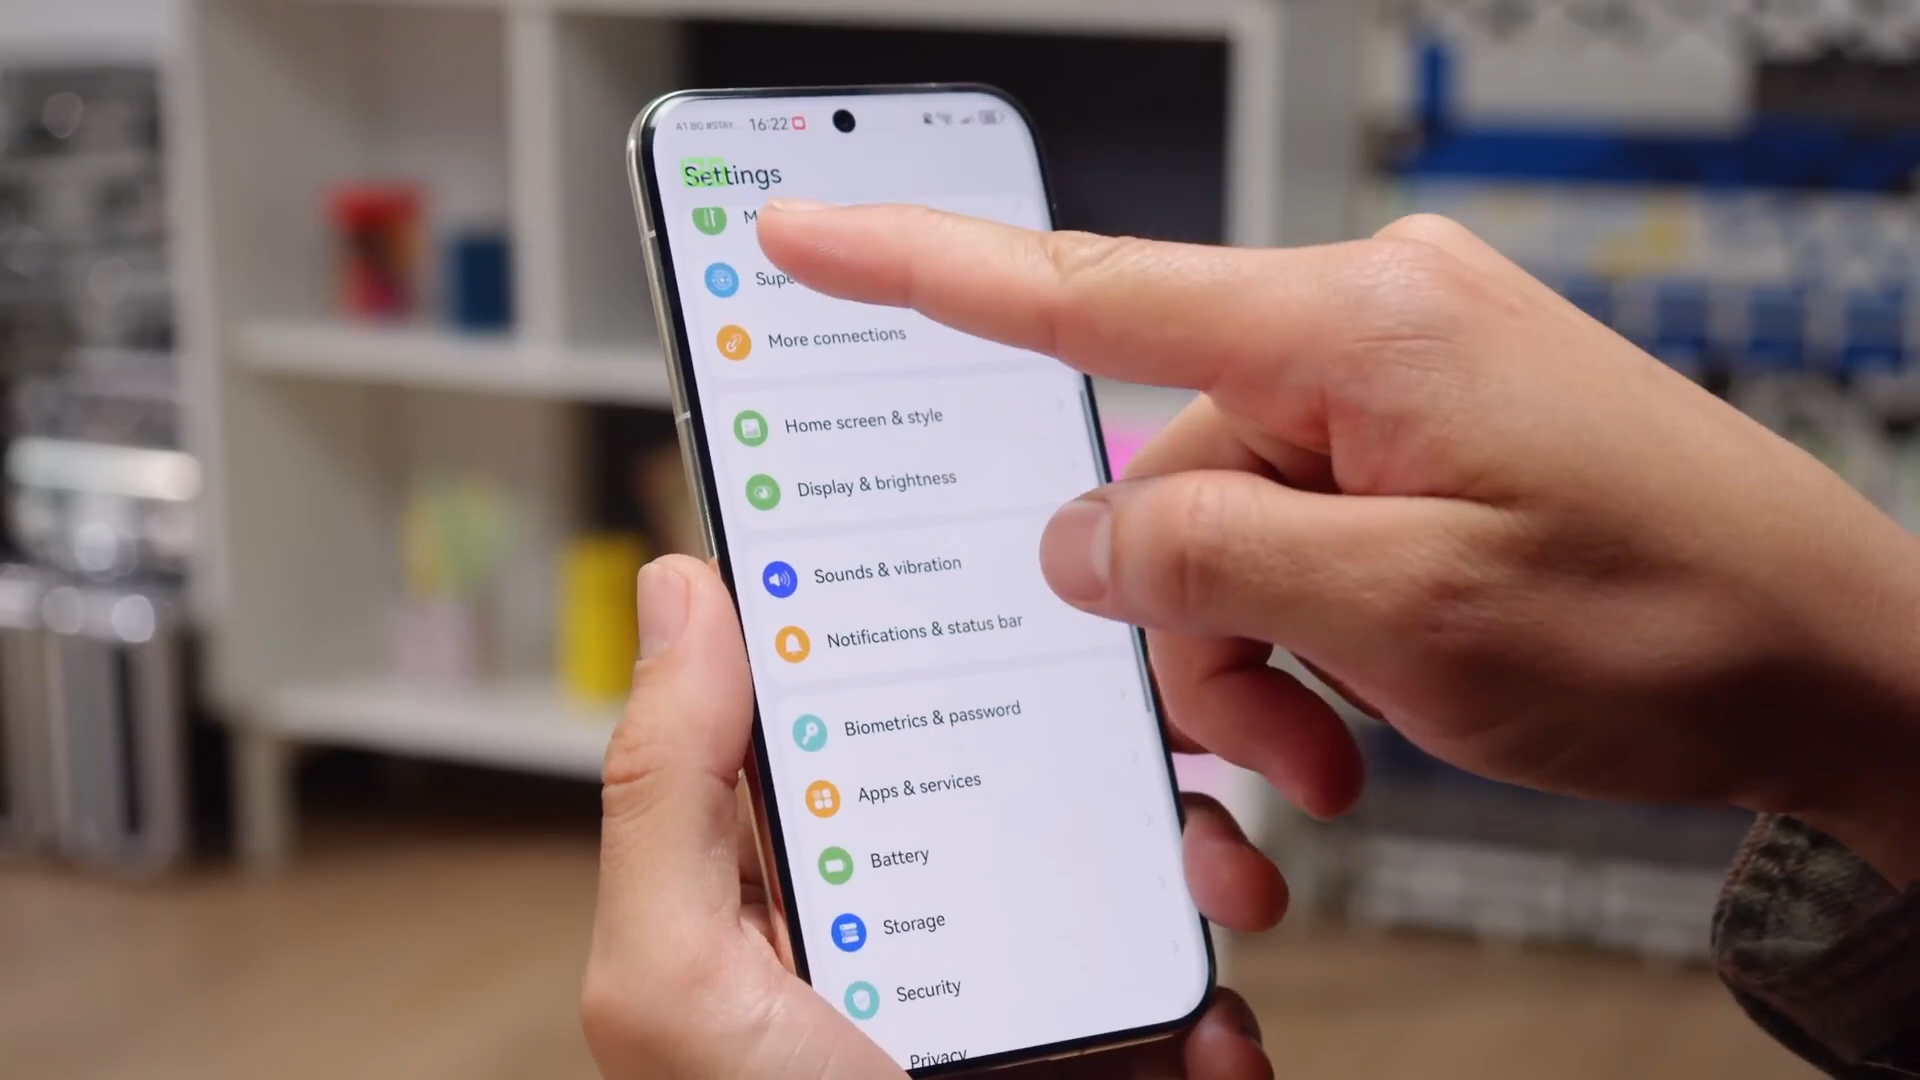 A1 BG #STAY... 16:22
Settings
More connections
Home screen & style
Display & brightness
Sounds & vibration
Notifications & status bar
Biometrics & password
Apps & services
Battery
Storage
Security
Privacy